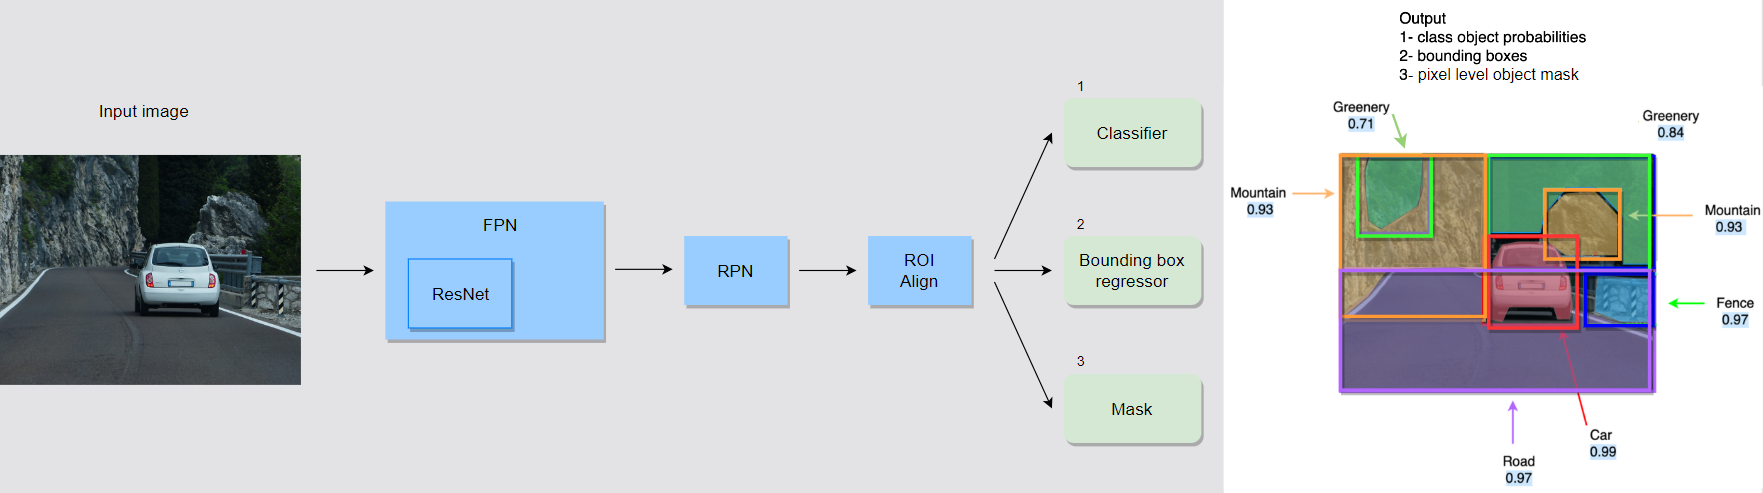 Input image
FPN
ResNet
RPN
ROI
Align
1
Classifier
2
Bounding box
regressor
3
Mask
Output
1- class object probabilities
2- bounding boxes
3- pixel level object mask
Greenery
0.71
Greenery
0.84
Mountain
0.93
Mountain
0.93
Fence
0.97
Car
0.99
Road
0.97